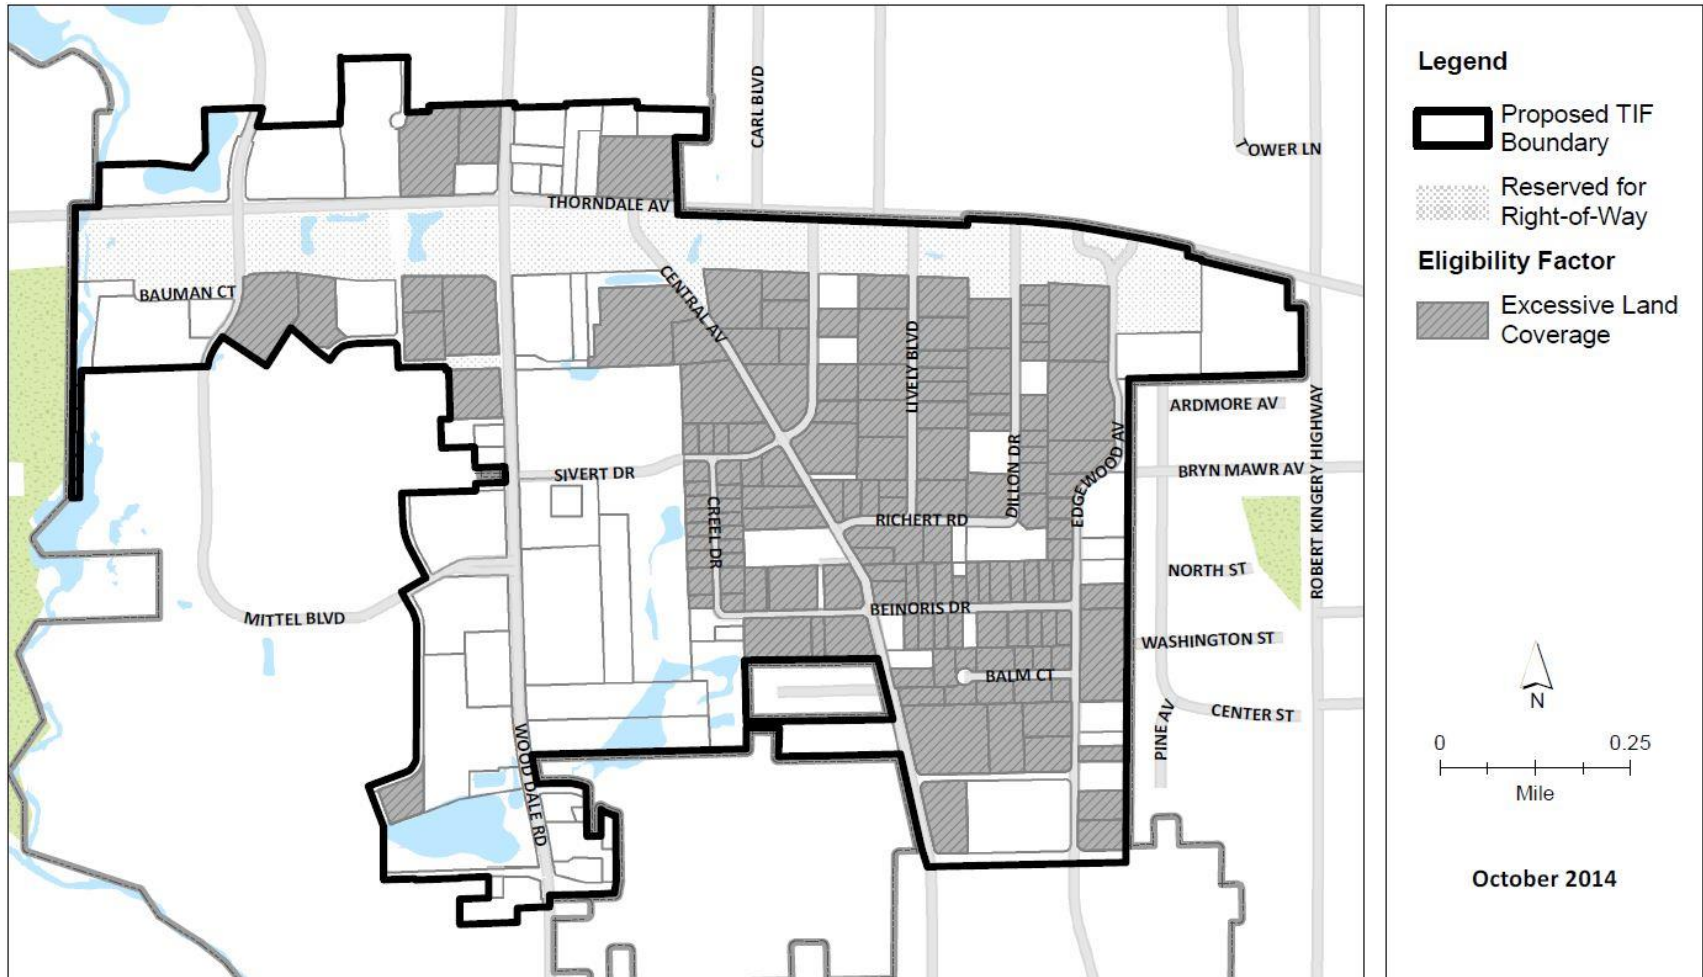 CARL BLVD
TOWER LN
THORNDALE AV
BAUMAN CT
CENTRAL AV
LIVELY BLVD
ARDMORE AV
ROBERT KINGERY HIGHWAY
SIVERT DR
DILLON DR
EDGEWOOD AV
BRYN MAWR AV
CREEL DR
RICHERT RD
NORTH ST
MITTEL BLVD
BEINORIS DR
WASHINGTON ST
BALM CT
PINE AV
CENTER ST
WOOD DALE RD
Legend
Proposed TIF
Boundary
Reserved for
Right-of-Way
Eligibility Factor
Excessive Land
Coverage
N
0 0.25
Mile
October 2014